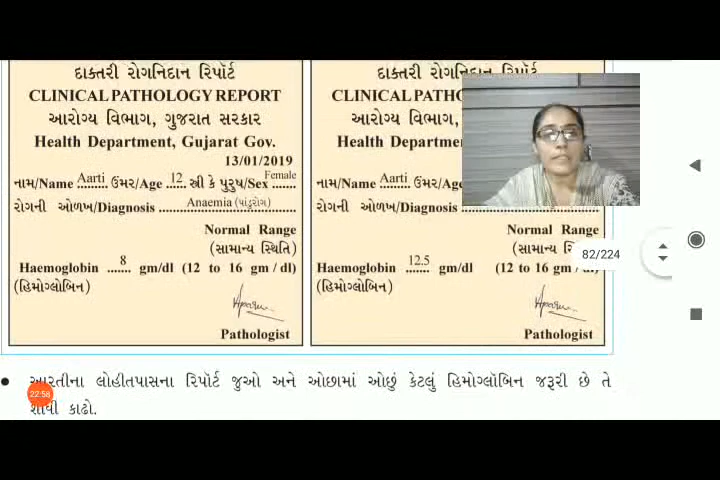 દાક્તરી રોગનિદાન રિપૉર્ટ
CLINICAL PATHOLOGY REPORT
આરોગ્ય વિભાગ, ગુજરાત સરકાર
Health Department, Gujarat Gov.
13/01/2019
નામ/Name Aarti ઉંમર/Age 12 સ્ત્રી કે પુરુષ/Sex Female
રોગની ઓળખ/Diagnosis Anaemia (પાંડુરોગ)
Normal Range
(સામાન્ય સ્થિતિ)
Haemoglobin 8 gm/dl (12 to 16 gm / dl)
(હિમોગ્લોબિન)
Pathologist
દાક્તરી રોગનિદાન રિપૉર્ટ
CLINICAL PATHO
આરોગ્ય વિભાગ,
Health Departm
નામ/Name Aarti ઉંમર/Age
રોગની ઓળખ/Diagnosis
Normal Range
(સામાન્ય
Haemoglobin 12.5 gm/dl (12 to 16 gm / dl)
(હિમોગ્લોબિન)
Pathologist
82/224
• આરતીના લોહીતપાસના રિપૉર્ટ જુઓ અને ઓછામાં ઓછું કેટલું હિમોગ્લૉબિન જરૂરી છે તે
શોધી કાઢો.
22:58